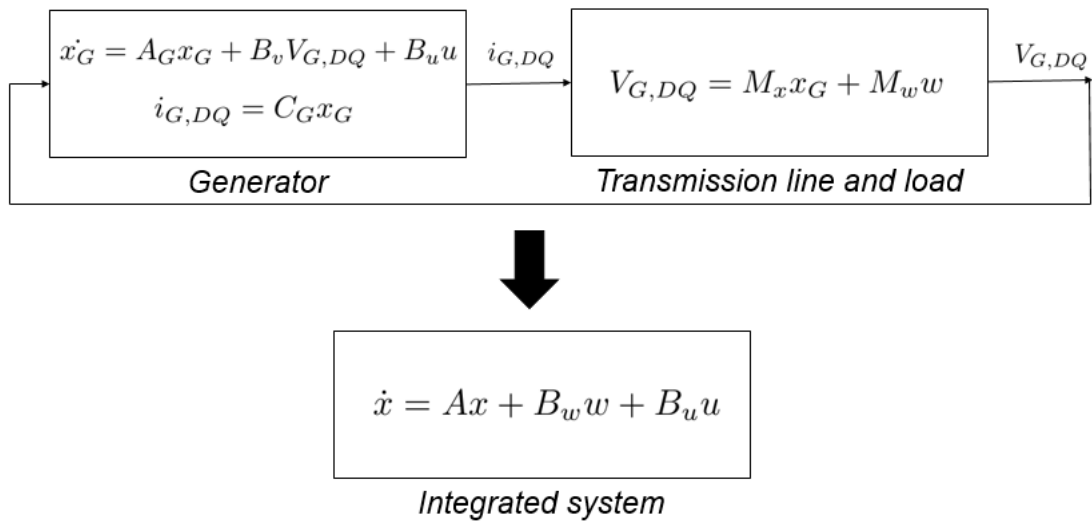 ẋ_G = A_G x_G + B_v V_{G,DQ} + B_u u
i_{G,DQ} = C_G x_G
Generator
i_{G,DQ}
V_{G,DQ} = M_x x_G + M_w w
Transmission line and load
V_{G,DQ}
ẋ = Ax + B_w w + B_u u
Integrated system